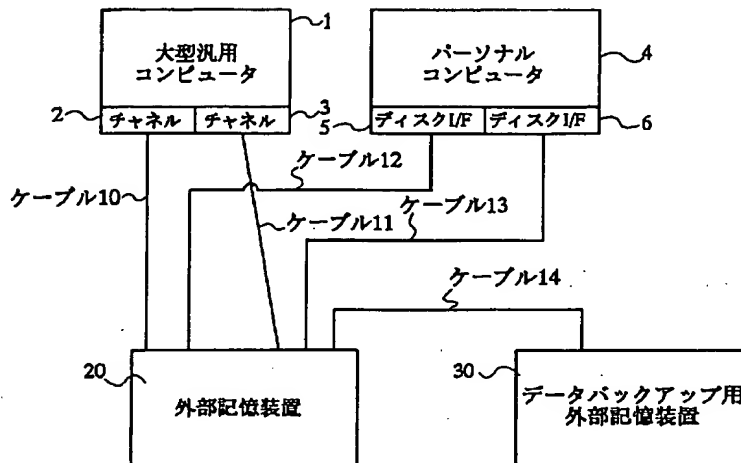 1
大型汎用
コンピュータ
2
チャネル
チャネル
3
4
パーソナル
コンピュータ
5
ディスクI/F
ディスクI/F
6
ケーブル12
ケーブル10
ケーブル11
ケーブル13
ケーブル14
20
外部記憶装置
30
データバックアップ用
外部記憶装置